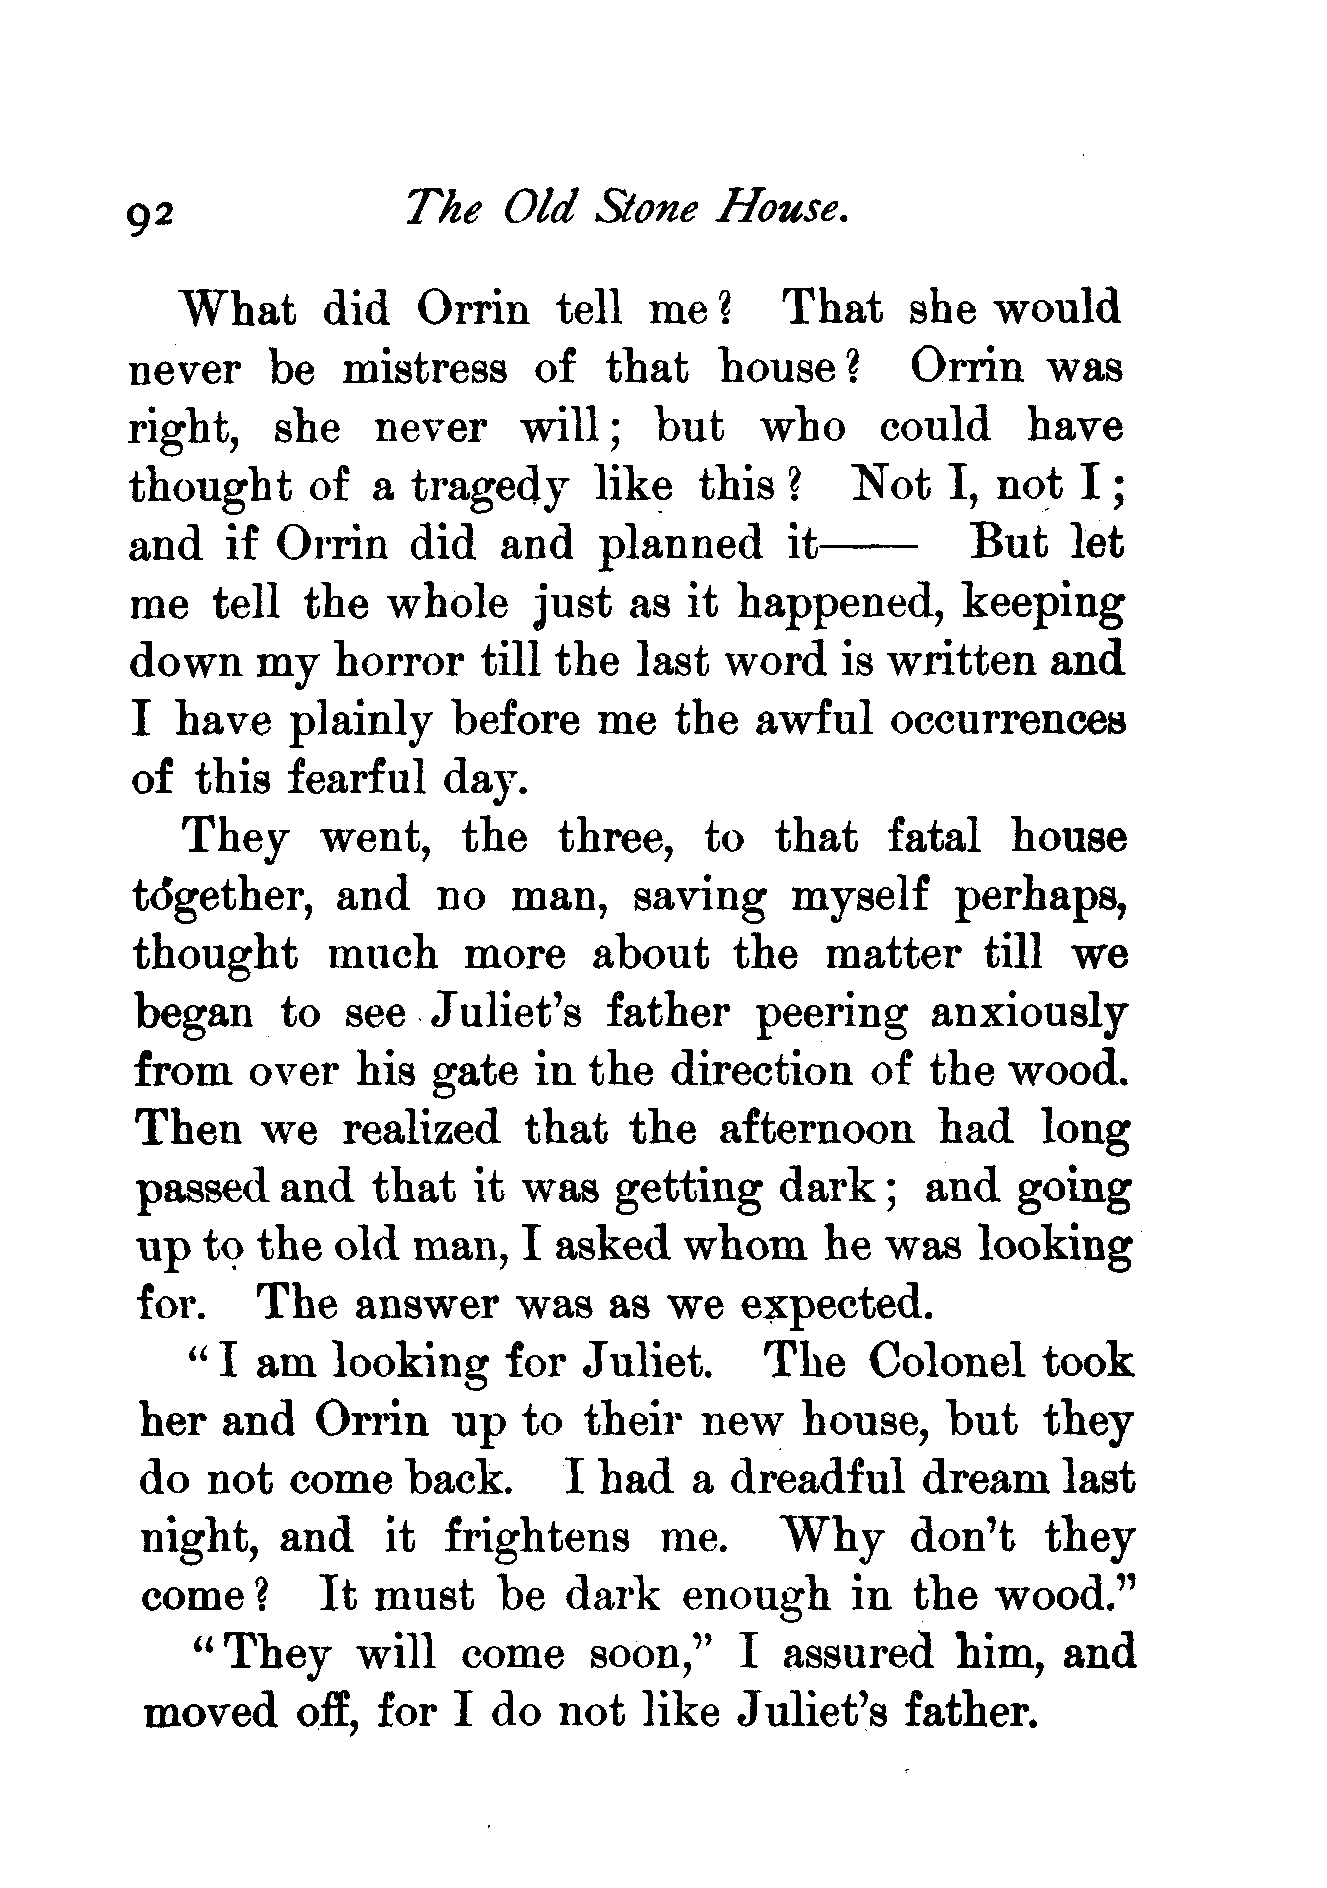 92 The Old Stone House.
What did Orrin tell me? That she would
never be mistress of that house? Orrin was
right, she never will; but who could have
thought of a tragedy like this? Not I, not I;
and if Orrin did and planned it—— But let
me tell the whole just as it happened, keeping
down my horror till the last word is written and
I have plainly before me the awful occurrences
of this fearful day.
They went, the three, to that fatal house
together, and no man, saving myself perhaps,
thought much more about the matter till we
began to see Juliet's father peering anxiously
from over his gate in the direction of the wood.
Then we realized that the afternoon had long
passed and that it was getting dark; and going
up to the old man, I asked whom he was looking
for. The answer was as we expected.
"I am looking for Juliet. The Colonel took
her and Orrin up to their new house, but they
do not come back. I had a dreadful dream last
night, and it frightens me. Why don't they
come? It must be dark enough in the wood."
"They will come soon," I assured him, and
moved off, for I do not like Juliet's father.